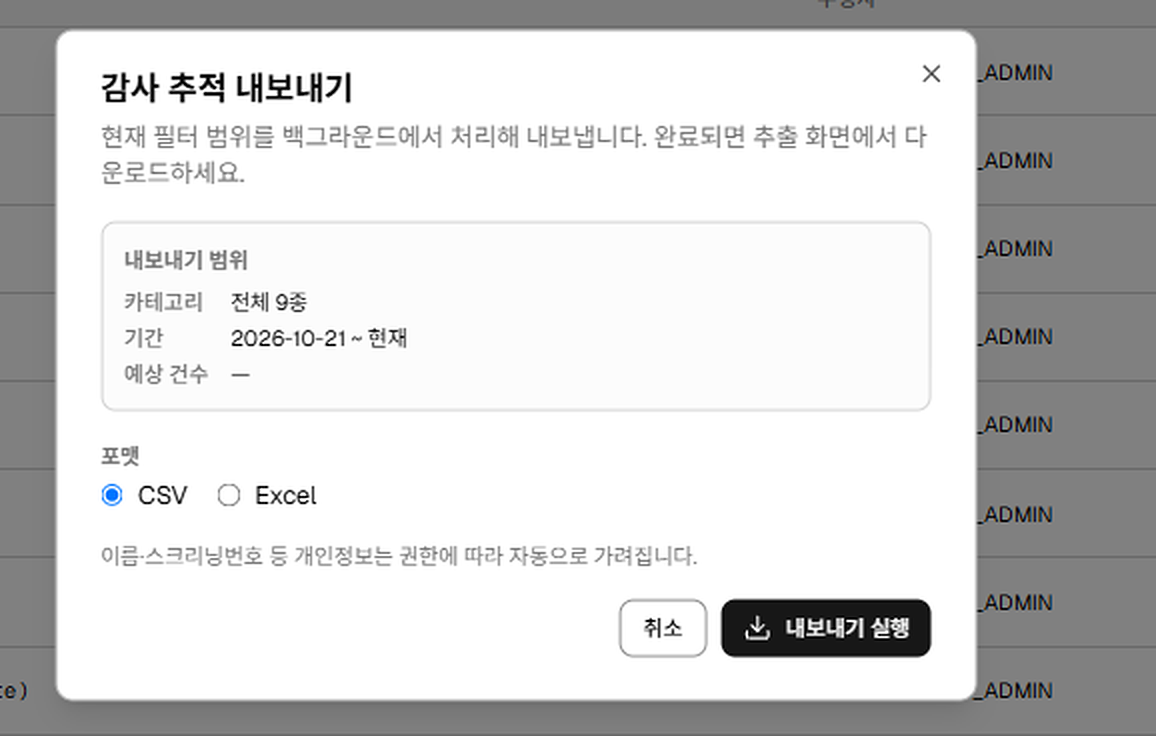 감사 추적 내보내기
현재 필터 범위를 백그라운드에서 처리해 내보냅니다. 완료되면 추출 화면에서 다
운로드하세요.
내보내기 범위
카테고리 전체 9종
기간 2026-10-21 ~ 현재
예상 건수 —
포맷
CSV Excel
이름·스크리닝번호 등 개인정보는 권한에 따라 자동으로 가려집니다.
취소 내보내기 실행
_ADMIN
_ADMIN
_ADMIN
_ADMIN
_ADMIN
_ADMIN
_ADMIN
te) _ADMIN